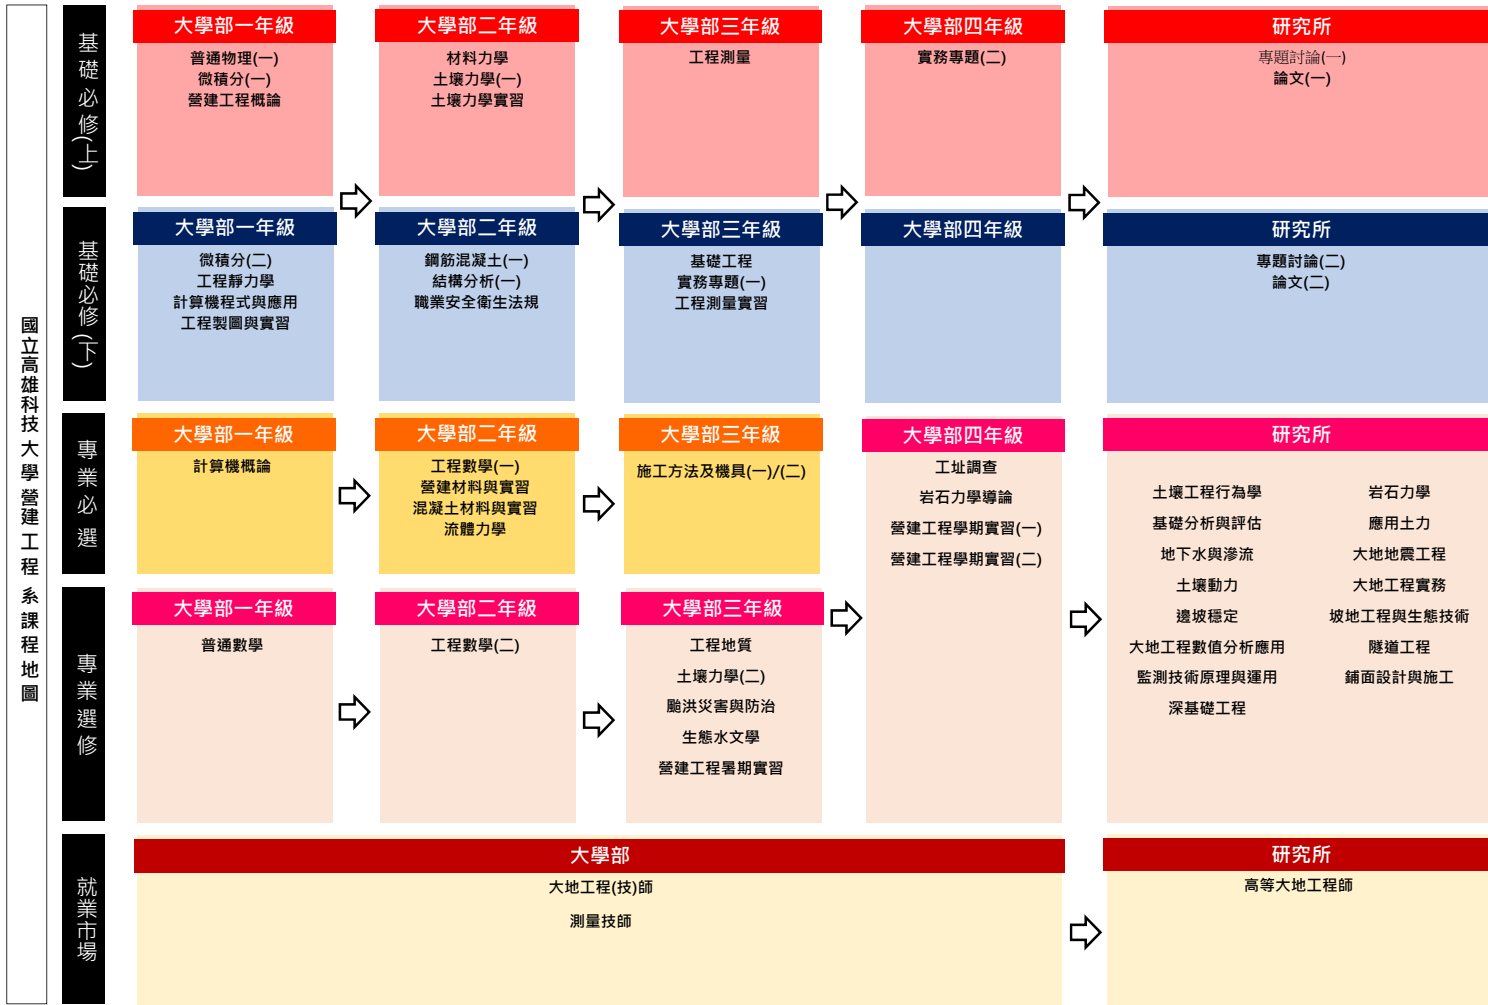 國立高雄科技大學營建工程系課程地圖
基礎必修(上)
大學部一年級
普通物理(一)
微積分(一)
營建工程概論
大學部二年級
材料力學
土壤力學(一)
土壤力學實習
大學部三年級
工程測量
大學部四年級
實務專題(二)
研究所
專題討論(一)
論文(一)
基礎必修(下)
大學部一年級
微積分(二)
工程靜力學
計算機程式與應用
工程製圖與實習
大學部二年級
鋼筋混凝土(一)
結構分析(一)
職業安全衛生法規
大學部三年級
基礎工程
實務專題(一)
工程測量實習
大學部四年級
研究所
專題討論(二)
論文(二)
專業必選
大學部一年級
計算機概論
大學部二年級
工程數學(一)
營建材料與實習
混凝土材料與實習
流體力學
大學部三年級
施工方法及機具(一)/(二)
大學部四年級
工址調查
岩石力學導論
營建工程學期實習(一)
營建工程學期實習(二)
研究所
土壤工程行為學
基礎分析與評估
地下水與滲流
土壤動力
邊坡穩定
大地工程數值分析應用
監測技術原理與運用
深基礎工程
岩石力學
應用土力
大地地震工程
大地工程實務
坡地工程與生態技術
隧道工程
鋪面設計與施工
專業選修
大學部一年級
普通數學
大學部二年級
工程數學(二)
大學部三年級
工程地質
土壤力學(二)
颱洪災害與防治
生態水文學
營建工程暑期實習
就業市場
大學部
大地工程(技)師
測量技師
研究所
高等大地工程師